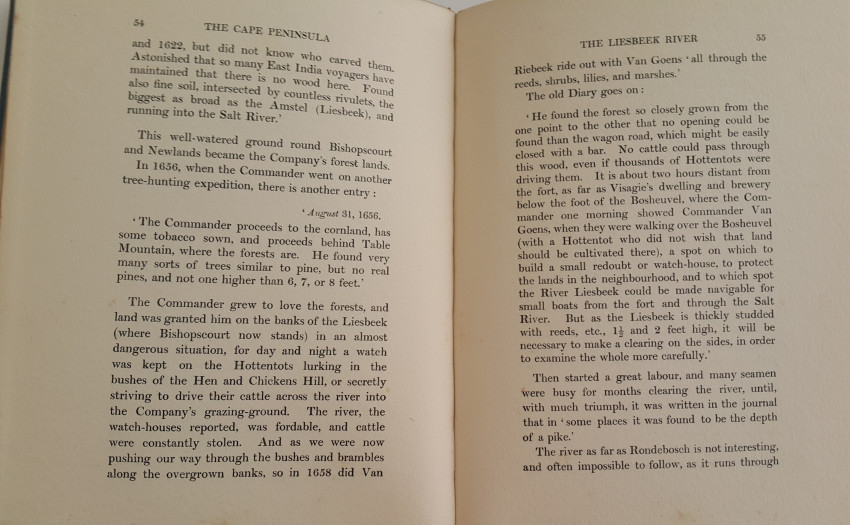 54
THE CAPE PENINSULA
and 1622, but did not know who carved them.
Astonished that so many East India voyagers have
maintained that there is no wood here. Found
also fine soil, intersected by countless rivulets, the
biggest as broad as the Amstel (Liesbeek), and
running into the Salt River.'
This well-watered ground round Bishopscourt
and Newlands became the Company's forest lands.
In 1656, when the Commander went on another
tree-hunting expedition, there is another entry :
' August 31, 1656.
' The Commander proceeds to the cornland, has
some tobacco sown, and proceeds behind Table
Mountain, where the forests are. He found very
many sorts of trees similar to pine, but no real
pines, and not one higher than 6, 7, or 8 feet.'
The Commander grew to love the forests, and
land was granted him on the banks of the Liesbeek
(where Bishopscourt now stands) in an almost
dangerous situation, for day and night a watch
was kept on the Hottentots lurking in the
bushes of the Hen and Chickens Hill, or secretly
striving to drive their cattle across the river into
the Company's grazing-ground. The river, the
watch-houses reported, was fordable, and cattle
were constantly stolen. And as we were now
pushing our way through the bushes and brambles
along the overgrown banks, so in 1658 did Van
THE LIESBEEK RIVER
55
Riebeek ride out with Van Goens ' all through the
reeds, shrubs, lilies, and marshes.'
The old Diary goes on :
' He found the forest so closely grown from the
one point to the other that no opening could be
found than the wagon road, which might be easily
closed with a bar. No cattle could pass through
this wood, even if thousands of Hottentots were
driving them. It is about two hours distant from
the fort, as far as Visagie's dwelling and brewery
below the foot of the Bosheuvel, where the Com-
mander one morning showed Commander Van
Goens, when they were walking over the Bosheuvel
(with a Hottentot who did not wish that land
should be cultivated there), a spot on which to
build a small redoubt or watch-house, to protect
the lands in the neighbourhood, and to which spot
the River Liesbeek could be made navigable for
small boats from the fort and through the Salt
River. But as the Liesbeek is thickly studded
with reeds, etc., 1½ and 2 feet high, it will be
necessary to make a clearing on the sides, in order
to examine the whole more carefully.'
Then started a great labour, and many seamen
were busy for months clearing the river, until,
with much triumph, it was written in the journal
that in ' some places it was found to be the depth
of a pike.'
The river as far as Rondebosch is not interesting,
and often impossible to follow, as it runs through